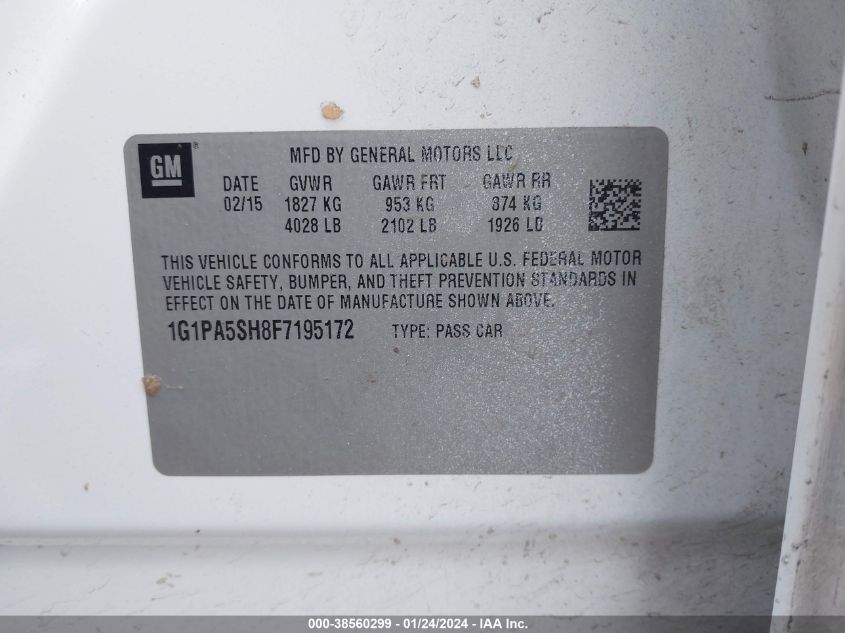 GM ®
MFD BY GENERAL MOTORS LLC
DATE GVWR GAWR FRT GAWR RR
02/15 1827 KG 953 KG 874 KG
4028 LB 2102 LB 1926 LB
THIS VEHICLE CONFORMS TO ALL APPLICABLE U.S. FEDERAL MOTOR
VEHICLE SAFETY, BUMPER, AND THEFT PREVENTION STANDARDS IN
EFFECT ON THE DATE OF MANUFACTURE SHOWN ABOVE.
1G1PA5SH8F7195172 TYPE: PASS CAR
000-38560299 - 01/24/2024 - IAA Inc.